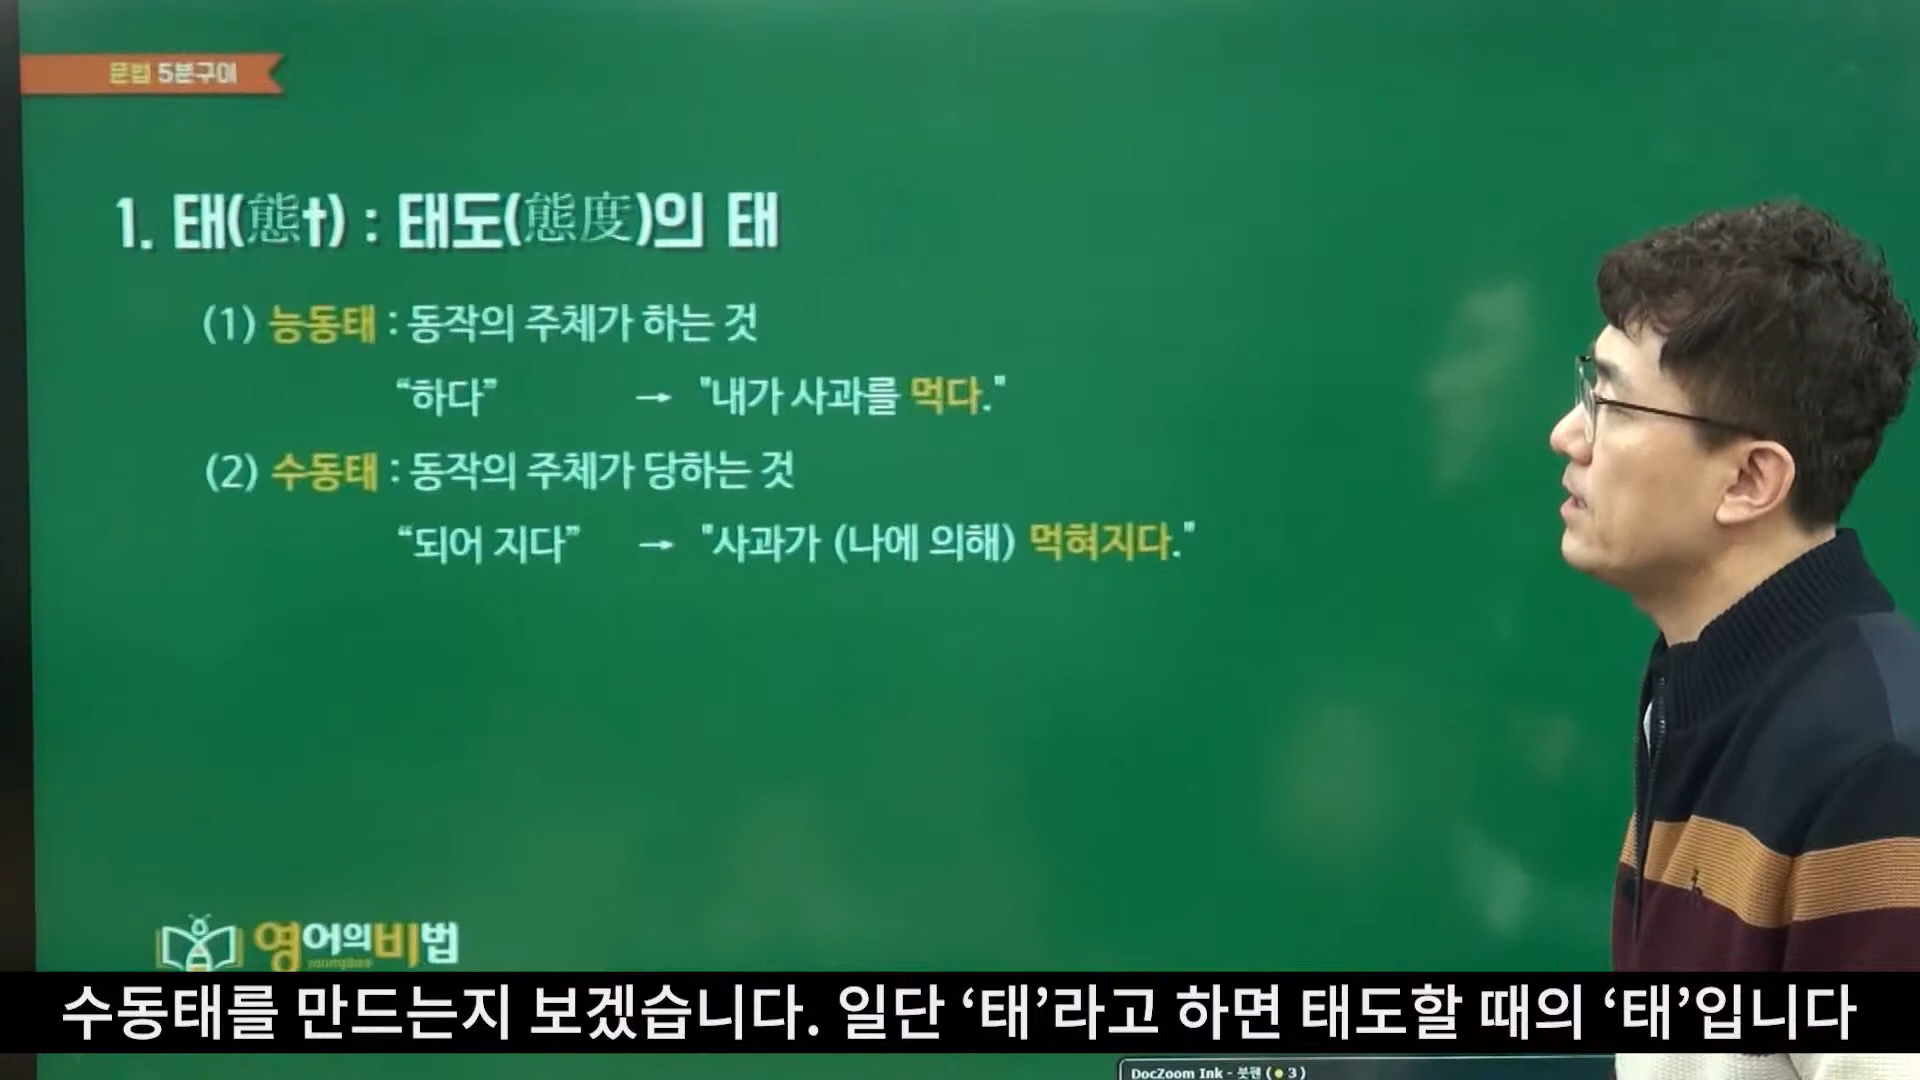 문법 5분구이
1. 태(態t) : 태도(態度)의 태
(1) 능동태 : 동작의 주체가 하는 것
“하다” → "내가 사과를 먹다."
(2) 수동태 : 동작의 주체가 당하는 것
“되어 지다” → "사과가 (나에 의해) 먹혀지다."
영어의비법
수동태를 만드는지 보겠습니다. 일단 ‘태’라고 하면 태도할 때의 ‘태’입니다
DocZoom Ink - 붓펜 ( 3 )